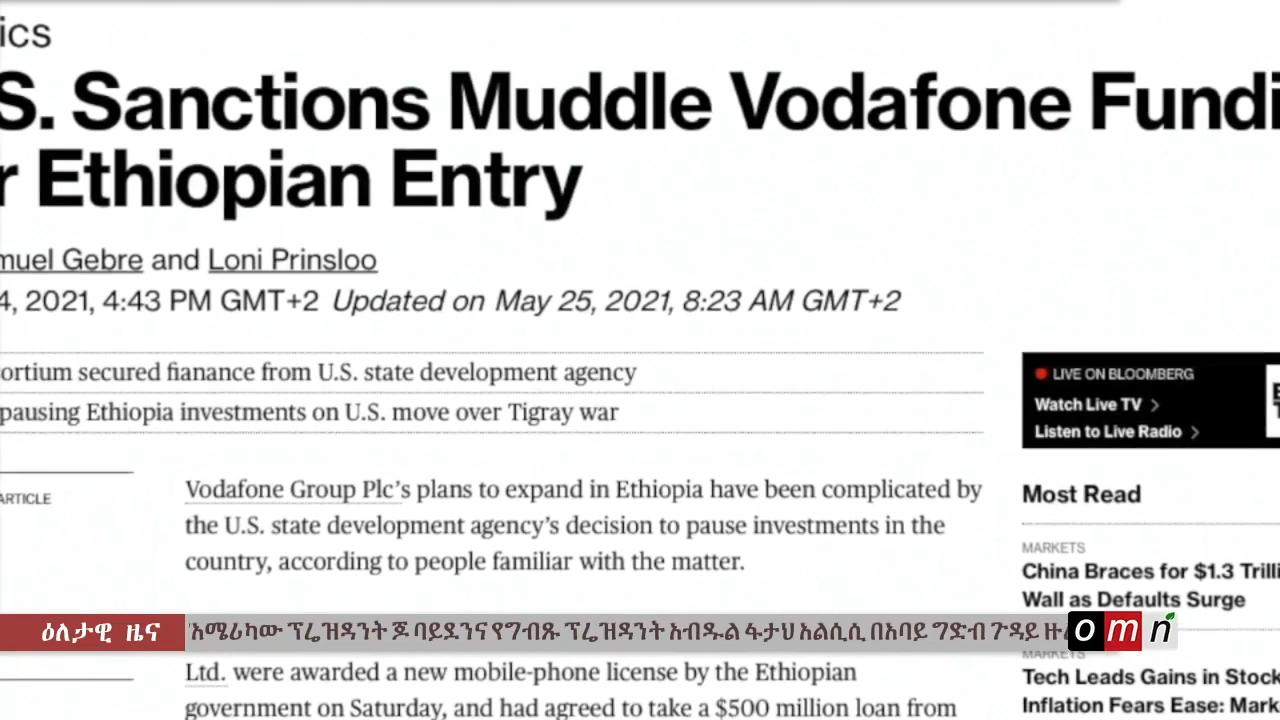 ics
S. Sanctions Muddle Vodafone Fundi
r Ethiopian Entry
muel Gebre and Loni Prinsloo
4, 2021, 4:43 PM GMT+2 Updated on May 25, 2021, 8:23 AM GMT+2
ortium secured fianance from U.S. state development agency
pausing Ethiopia investments on U.S. move over Tigray war
ARTICLE
Vodafone Group Plc's plans to expand in Ethiopia have been complicated by
the U.S. state development agency's decision to pause investments in the
country, according to people familiar with the matter.
Ltd. were awarded a new mobile-phone license by the Ethiopian
government on Saturday, and had agreed to take a $500 million loan from
LIVE ON BLOOMBERG
Watch Live TV >
Listen to Live Radio >
Most Read
MARKETS
China Braces for $1.3 Trilli
Wall as Defaults Surge
MARKETS
Tech Leads Gains in Stock
Inflation Fears Ease: Mark
ዕለታዊ ዜና
የአሜሪካው ፕሬዝዳንት ጆ ባይደንና የግብጹ ፕሬዝዳንት አብዱል ፋታህ አልሲሲ በአባይ ግድብ ጉዳይ ዙ
omn